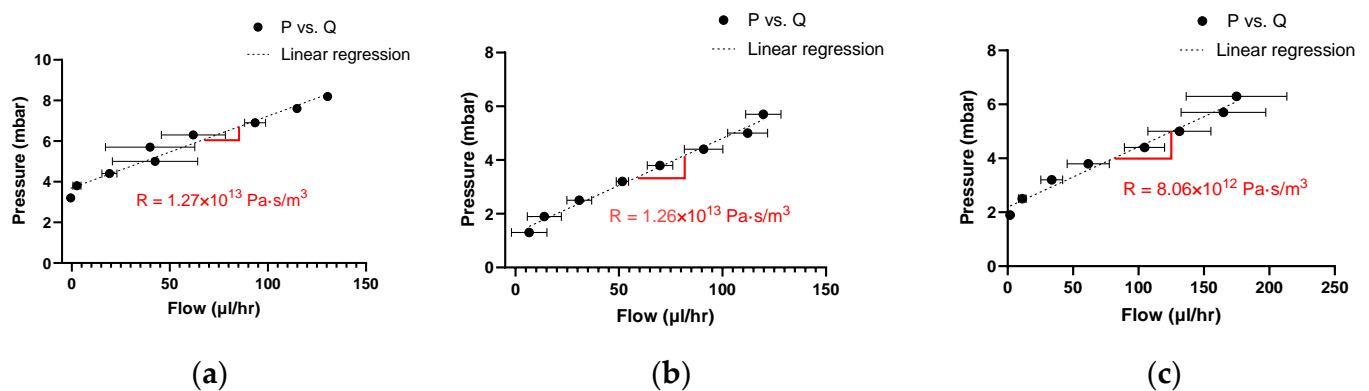 P vs. Q
Linear regression
Pressure (mbar)
10
8
6
4
2
0
R = 1.27×10¹³ Pa·s/m³
0
50
100
150
Flow (µl/hr)
(a)
P vs. Q
Linear regression
Pressure (mbar)
8
6
4
2
0
R = 1.26×10¹³ Pa·s/m³
0
50
100
150
Flow (µl/hr)
(b)
P vs. Q
Linear regression
Pressure (mbar)
8
6
4
2
0
R = 8.06×10¹² Pa·s/m³
0
50
100
150
200
250
Flow (µl/hr)
(c)